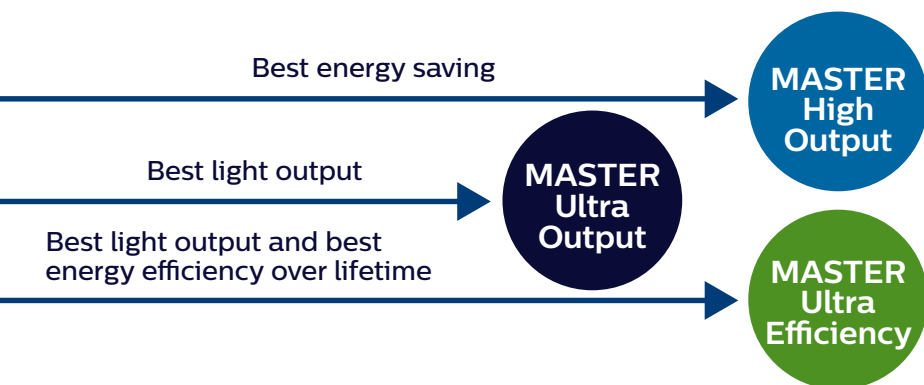 Best energy saving
MASTER
High
Output
Best light output
MASTER
Ultra
Output
Best light output and best
energy efficiency over lifetime
MASTER
Ultra
Efficiency